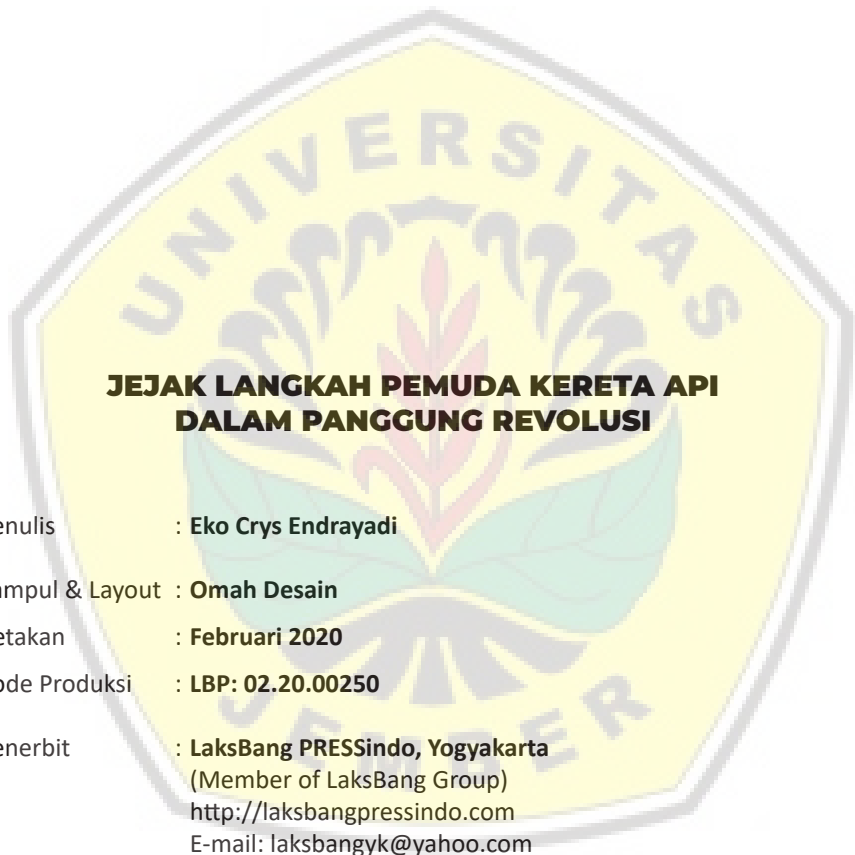 UNIVERSITAS
JEJAK LANGKAH PEMUDA KERETA API
DALAM PANGGUNG REVOLUSI
enulis : Eko Crys Endrayadi
ampul & Layout : Omah Desain
etakan : Februari 2020
ode Produksi : LBP: 02.20.00250
enerbit : LaksBang PRESSindo, Yogyakarta
(Member of LaksBang Group)
http://laksbangpressindo.com
E-mail: laksbangyk@yahoo.com
JEMBER